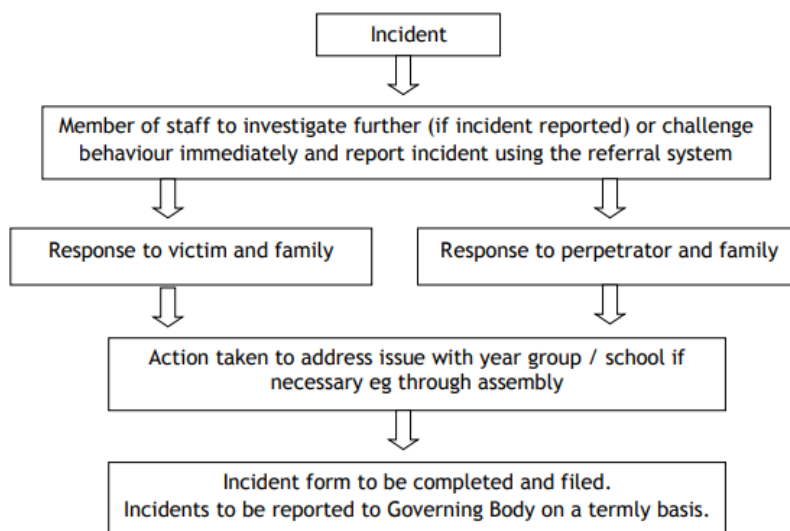 Incident
Member of staff to investigate further (if incident reported) or challenge
behaviour immediately and report incident using the referral system
Response to victim and family
Response to perpetrator and family
Action taken to address issue with year group / school if
necessary eg through assembly
Incident form to be completed and filed.
Incidents to be reported to Governing Body on a termly basis.